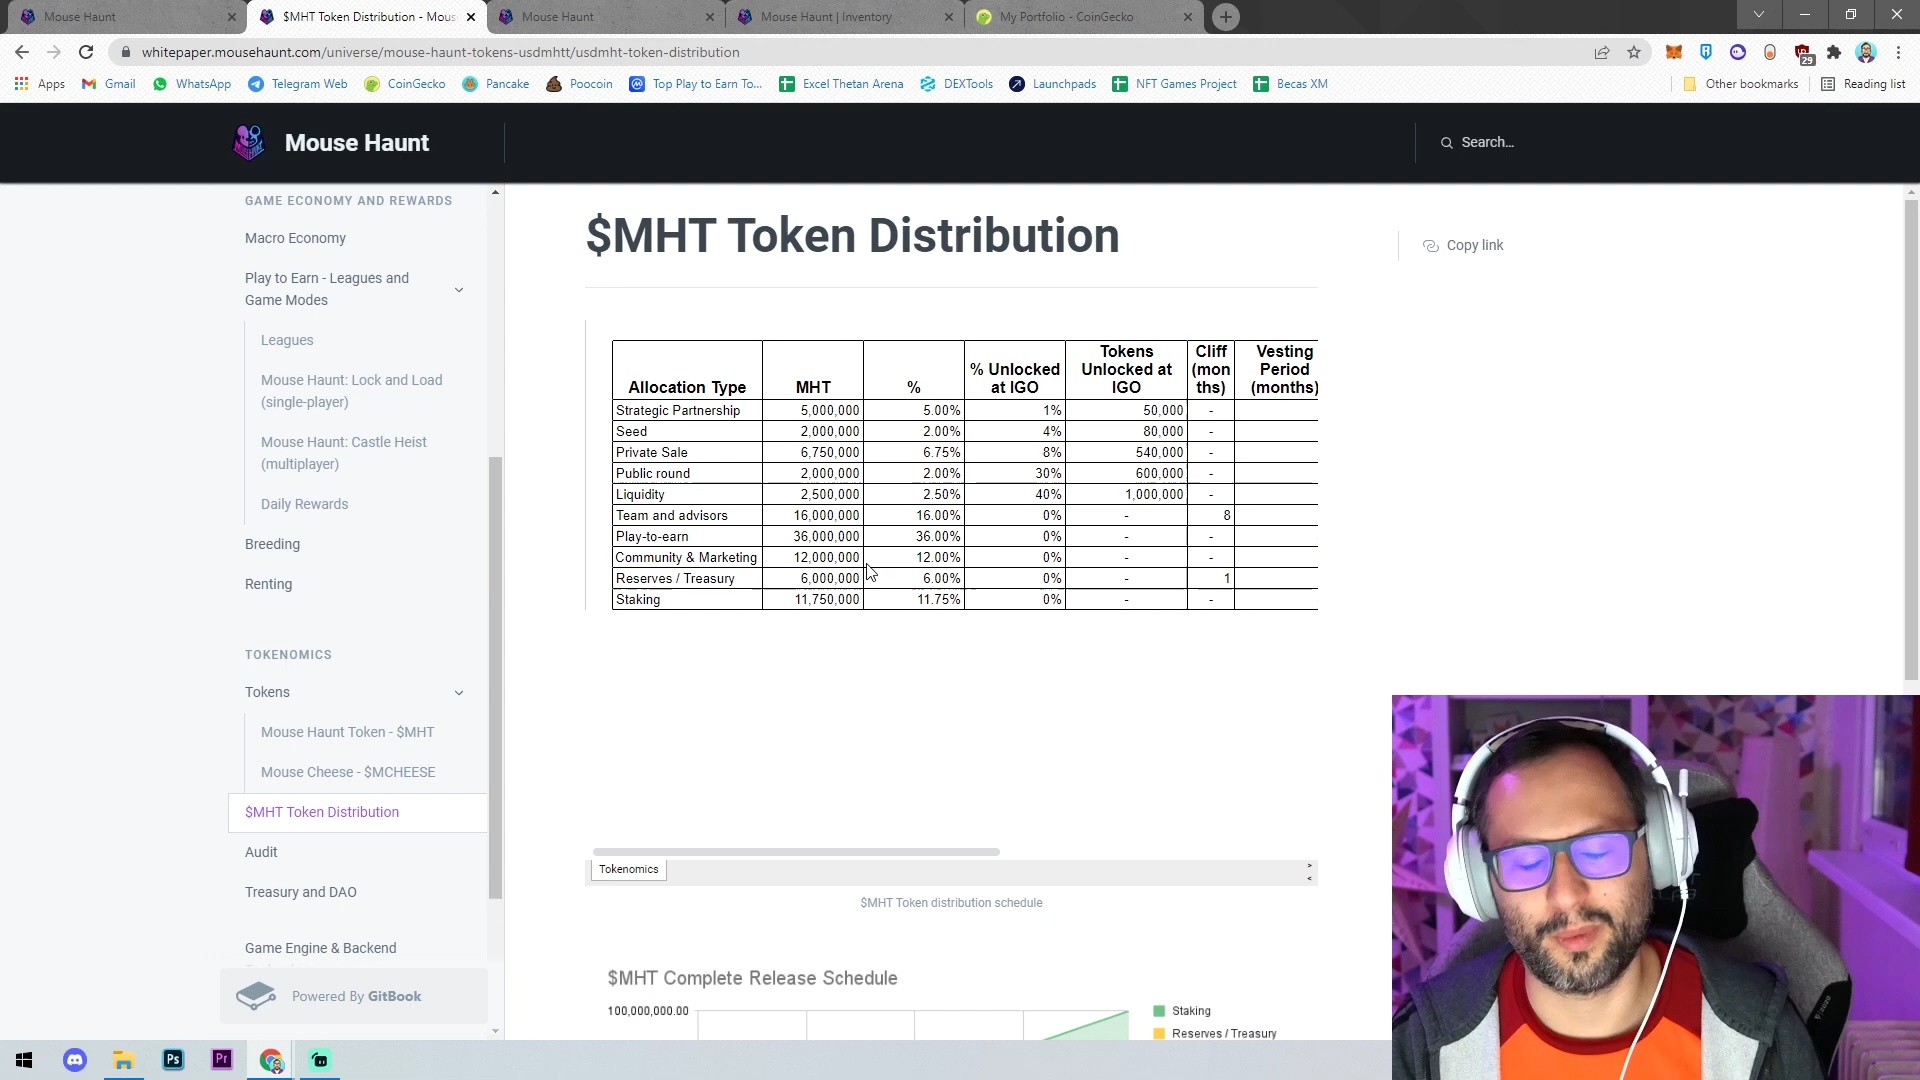 Mouse Haunt
$MHT Token Distribution - Mous
Mouse Haunt
Mouse Haunt | Inventory
My Portfolio - CoinGecko
whitepaper.mousehaunt.com/universe/mouse-haunt-tokens-usdmhtt/usdmht-token-distribution
29
Apps
Gmail
WhatsApp
Telegram Web
CoinGecko
Pancake
Poocoin
Top Play to Earn To...
Excel Thetan Arena
DEXTools
Launchpads
NFT Games Project
Becas XM
Other bookmarks
Reading list
Mouse Haunt
Search...
GAME ECONOMY AND REWARDS
Macro Economy
Play to Earn - Leagues and
Game Modes
Leagues
Mouse Haunt: Lock and Load
(single-player)
Mouse Haunt: Castle Heist
(multiplayer)
Daily Rewards
Breeding
Renting
TOKENOMICS
Tokens
Mouse Haunt Token - $MHT
Mouse Cheese - $MCHEESE
$MHT Token Distribution
Audit
Treasury and DAO
Game Engine & Backend
Powered By GitBook
$MHT Token Distribution
Copy link
Allocation Type MHT % % Unlocked at IGO Tokens Unlocked at IGO Cliff (mon ths) Vesting Period (months)
Strategic Partnership 5,000,000 5.00% 1% 50,000 -
Seed 2,000,000 2.00% 4% 80,000 -
Private Sale 6,750,000 6.75% 8% 540,000 -
Public round 2,000,000 2.00% 30% 600,000 -
Liquidity 2,500,000 2.50% 40% 1,000,000 -
Team and advisors 16,000,000 16.00% 0% - 8
Play-to-earn 36,000,000 36.00% 0% - -
Community & Marketing 12,000,000 12.00% 0% - -
Reserves / Treasury 6,000,000 6.00% 0% - 1
Staking 11,750,000 11.75% 0% - -
Tokenomics
$MHT Token distribution schedule
$MHT Complete Release Schedule
100,000,000.00
Staking
Reserves / Treasury
Ps
Pr